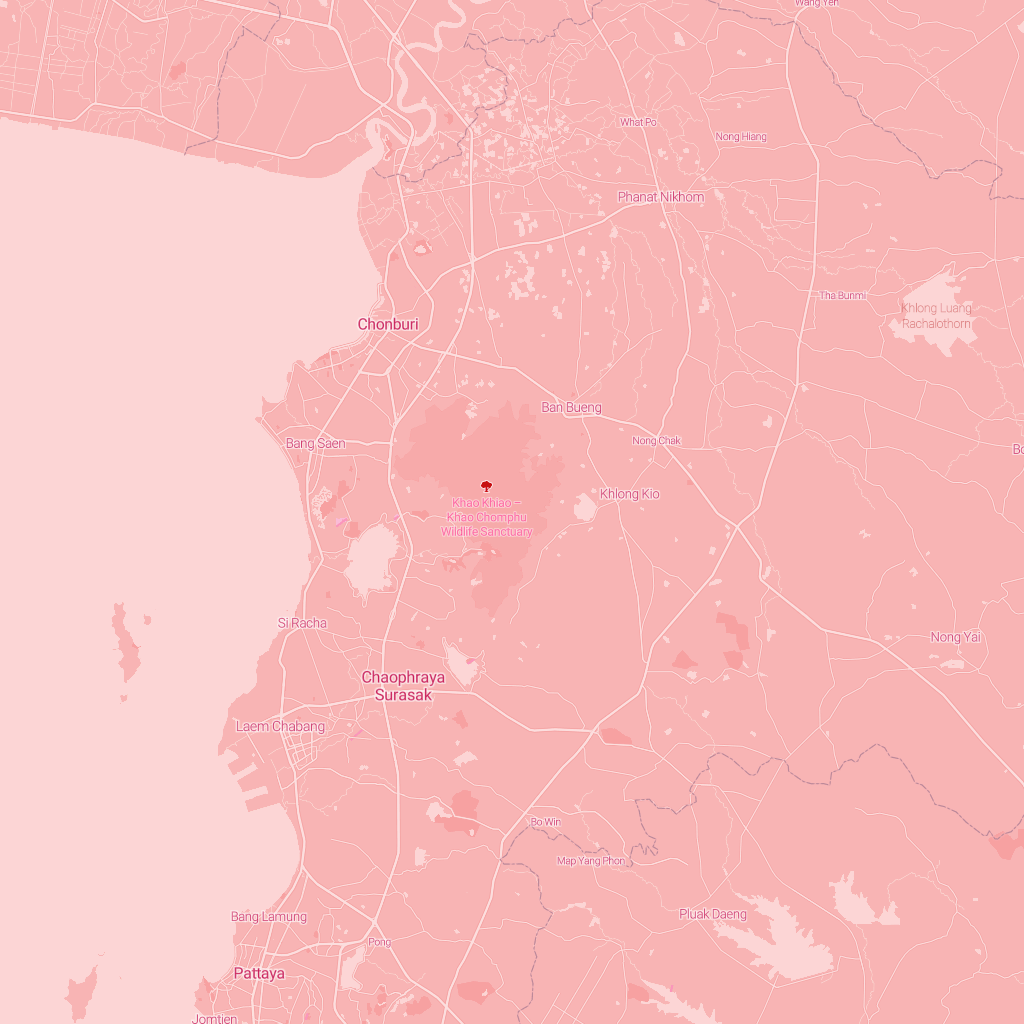 Wang Yen
What Po
Nong Hiang
Phanat Nikhom
Tha Bunmi
Khlong Luang
Rachalothorn
Chonburi
Ban Bueng
Bang Saen
Nong Chak
Khlong Kio
Khao Khiao –
Khao Chomphu
Wildlife Sanctuary
Si Racha
Nong Yai
Chaophraya
Surasak
Laem Chabang
Bo Win
Map Yang Phon
Bang Lamung
Pluak Daeng
Pong
Pattaya
Jomtien